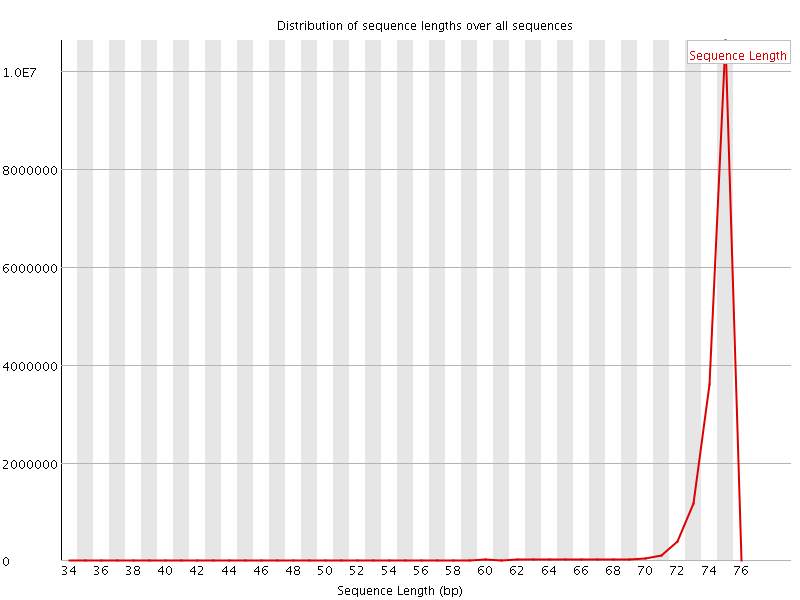 Distribution of sequence lengths over all sequences
Sequence Length
1.0E7
8000000
6000000
4000000
2000000
0
34 36 38 40 42 44 46 48 50 52 54 56 58 60 62 64 66 68 70 72 74 76
Sequence Length (bp)